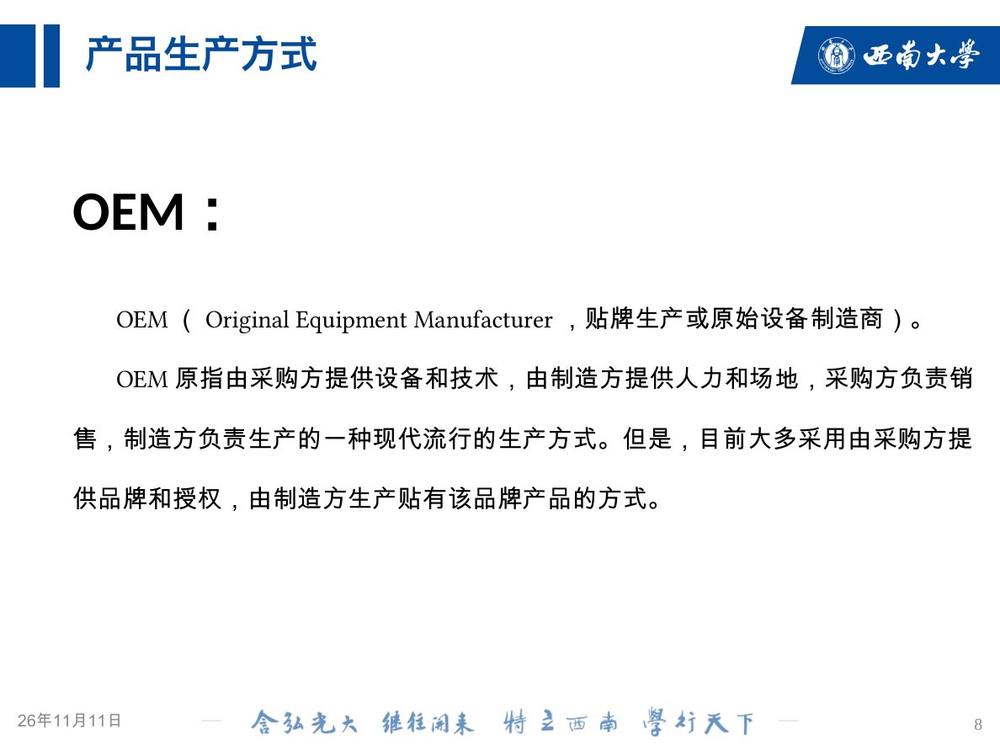 产品生产方式
西南大学
OEM：
OEM （ Original Equipment Manufacturer ，贴牌生产或原始设备制造商）。
OEM 原指由采购方提供设备和技术，由制造方提供人力和场地，采购方负责销
售，制造方负责生产的一种现代流行的生产方式。但是，目前大多采用由采购方提
供品牌和授权，由制造方生产贴有该品牌产品的方式。
26年11月11日
含弘光大 继往开来 特立西南 學行天下
8